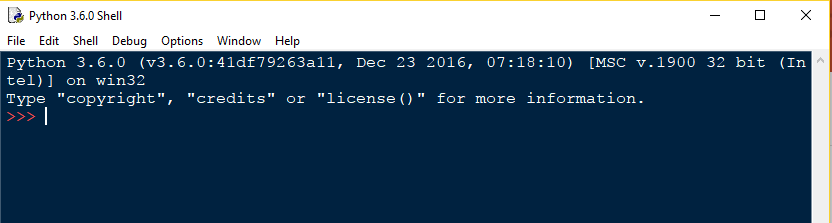 Python 3.6.0 Shell
File Edit Shell Debug Options Window Help
Python 3.6.0 (v3.6.0:41df79263a11, Dec 23 2016, 07:18:10) [MSC v.1900 32 bit (In
tel)] on win32
Type "copyright", "credits" or "license()" for more information.
>>>